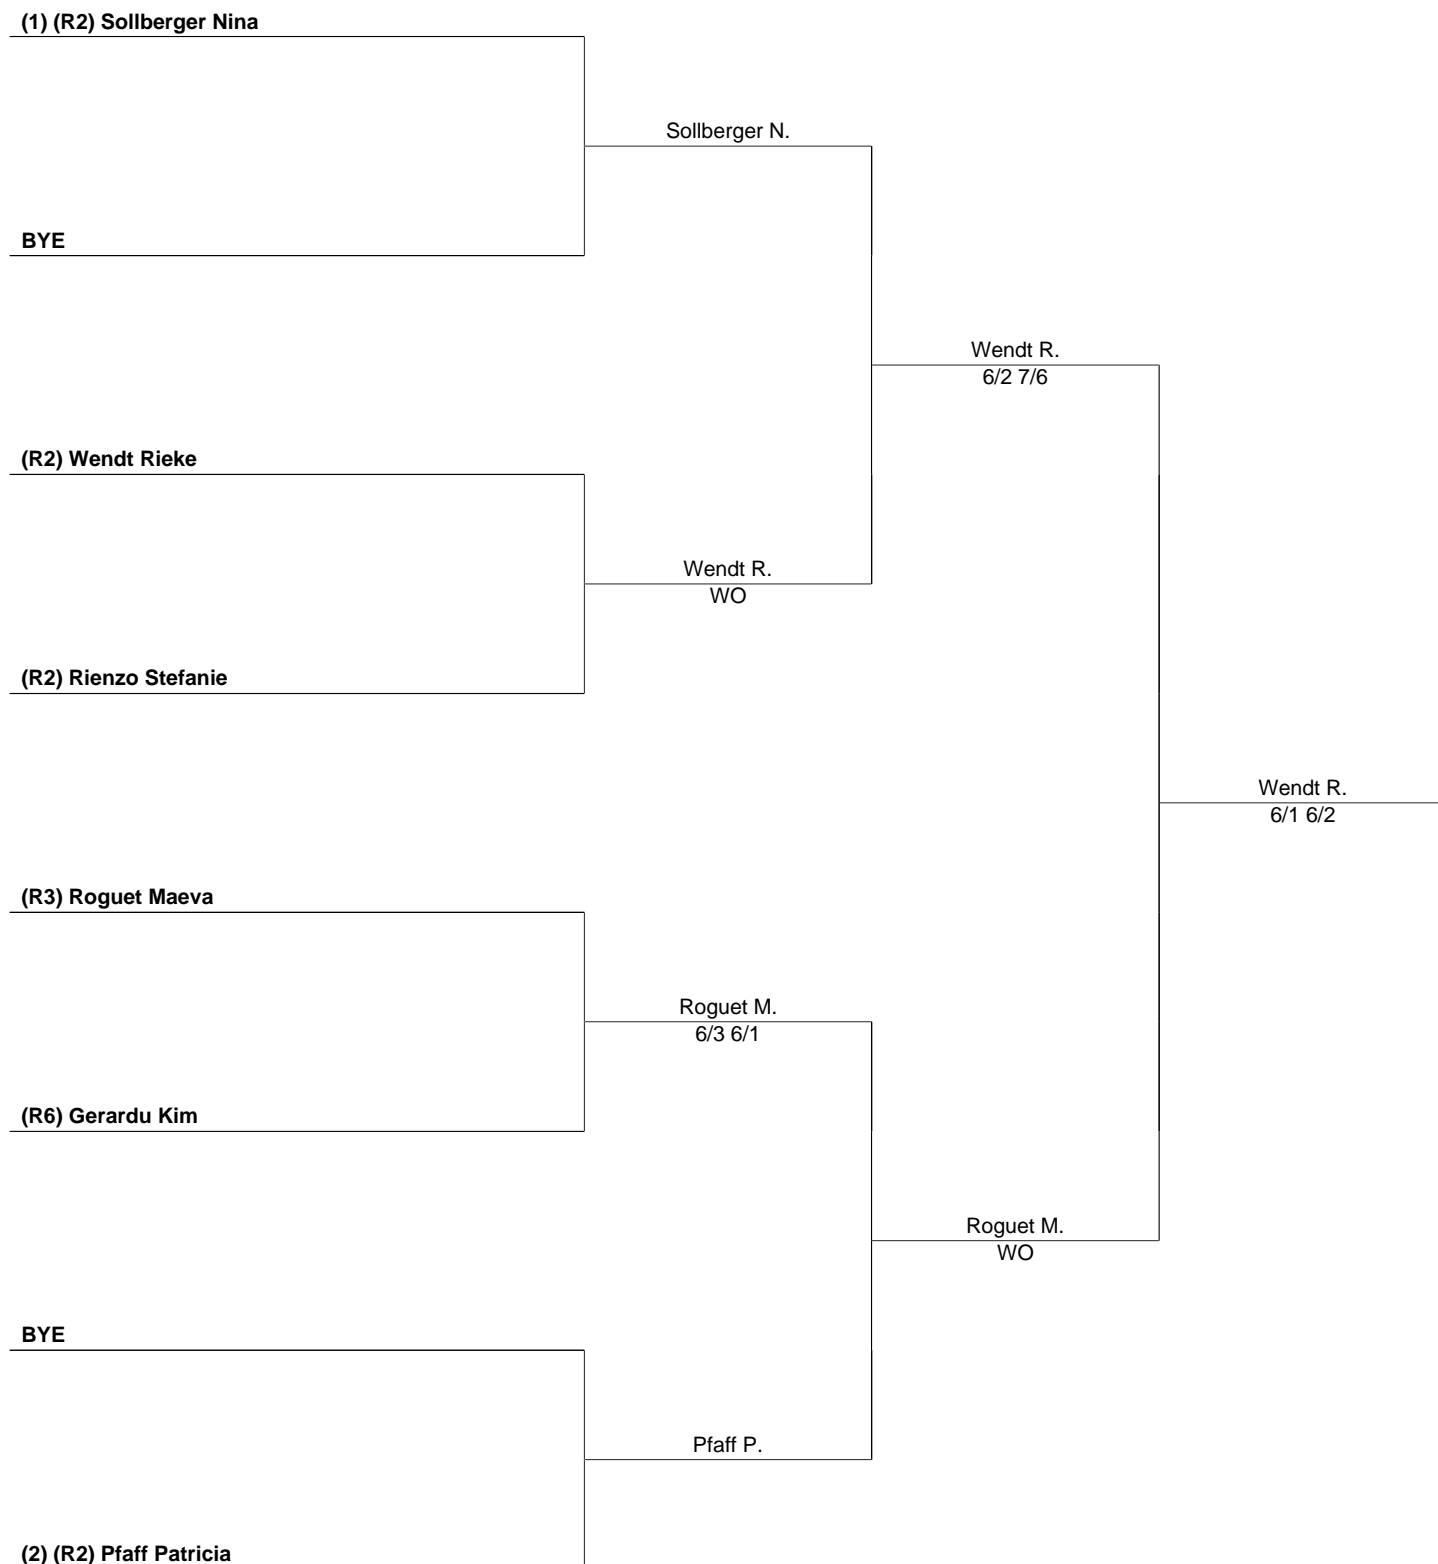 (1) (R2) Sollberger Nina
Sollberger N.
BYE
Wendt R.
6/2 7/6
(R2) Wendt Rieke
Wendt R.
WO
(R2) Rienzo Stefanie
Wendt R.
6/1 6/2
(R3) Roguet Maeva
Roguet M.
6/3 6/1
(R6) Gerardu Kim
Roguet M.
WO
BYE
Pfaff P.
(2) (R2) Pfaff Patricia